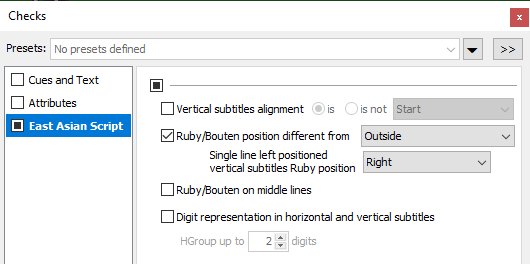 Checks
Presets: No presets defined >>
Cues and Text
Attributes
East Asian Script
Vertical subtitles alignment is is not Start
Ruby/Bouten position different from Outside
Single line left positioned
vertical subtitles Ruby position Right
Ruby/Bouten on middle lines
Digit representation in horizontal and vertical subtitles
HGroup up to 2 digits